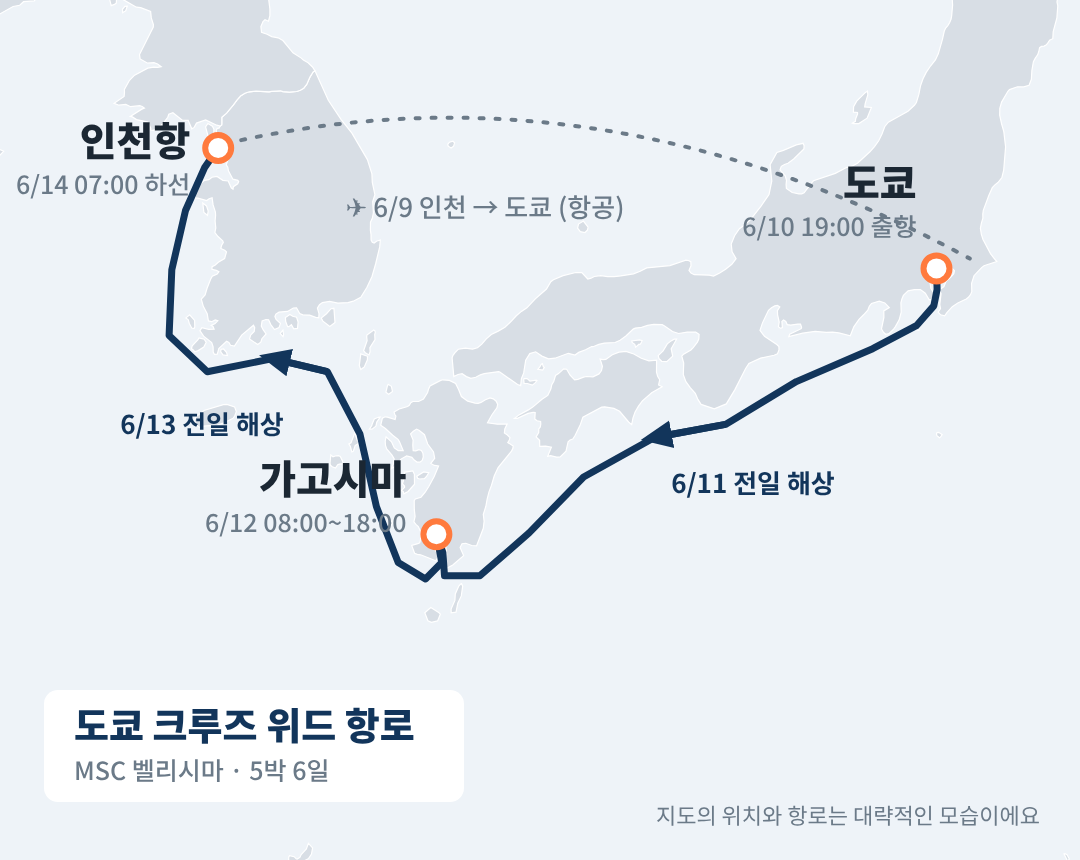 인천항
6/14 07:00 하선
✈ 6/9 인천 → 도쿄 (항공)
도쿄
6/10 19:00 출항
6/13 전일 해상
가고시마
6/12 08:00~18:00
6/11 전일 해상
도쿄 크루즈 위드 항로
MSC 벨리시마 · 5박 6일
지도의 위치와 항로는 대략적인 모습이에요